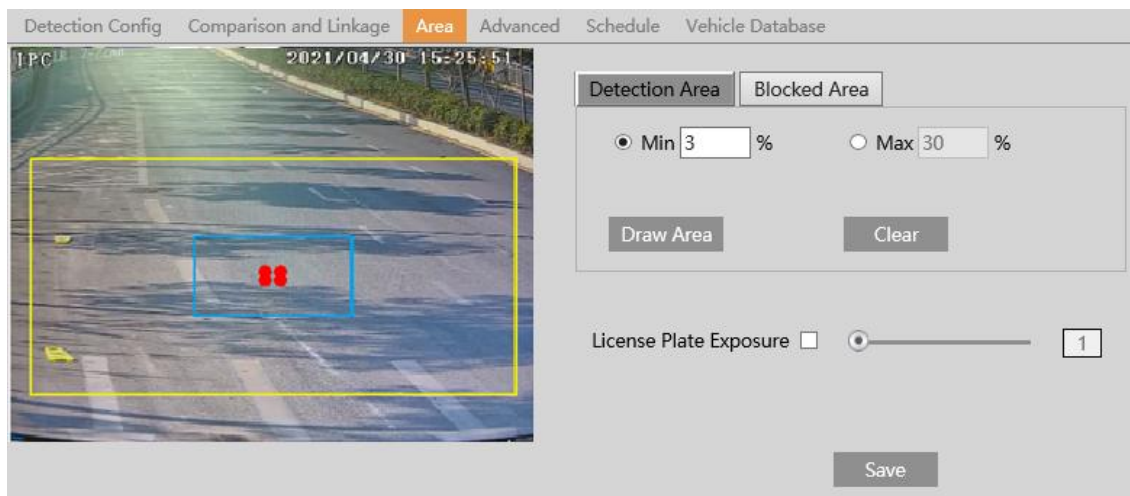 Detection Config Comparison and Linkage Area Advanced Schedule Vehicle Database
IPC 2021/04/30 15:25:51
Detection Area Blocked Area
Min 3 % Max 30 %
Draw Area Clear
License Plate Exposure 1
Save